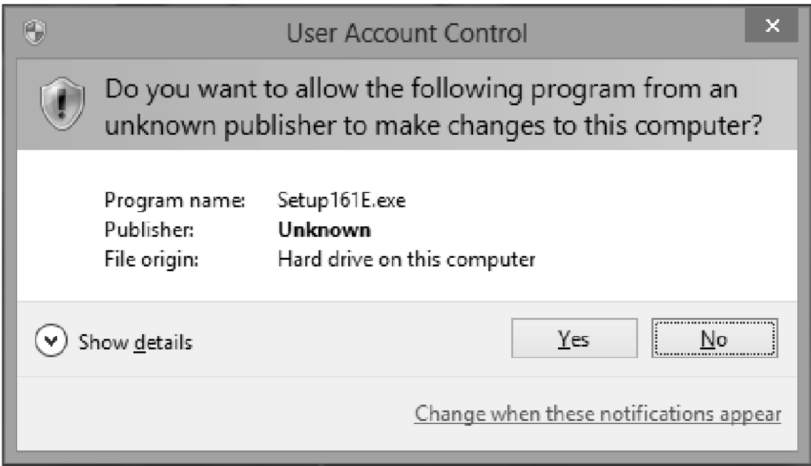 User Account Control
Do you want to allow the following program from an
unknown publisher to make changes to this computer?
Program name: Setup161E.exe
Publisher: Unknown
File origin: Hard drive on this computer
Show details
Yes
No
Change when these notifications appear